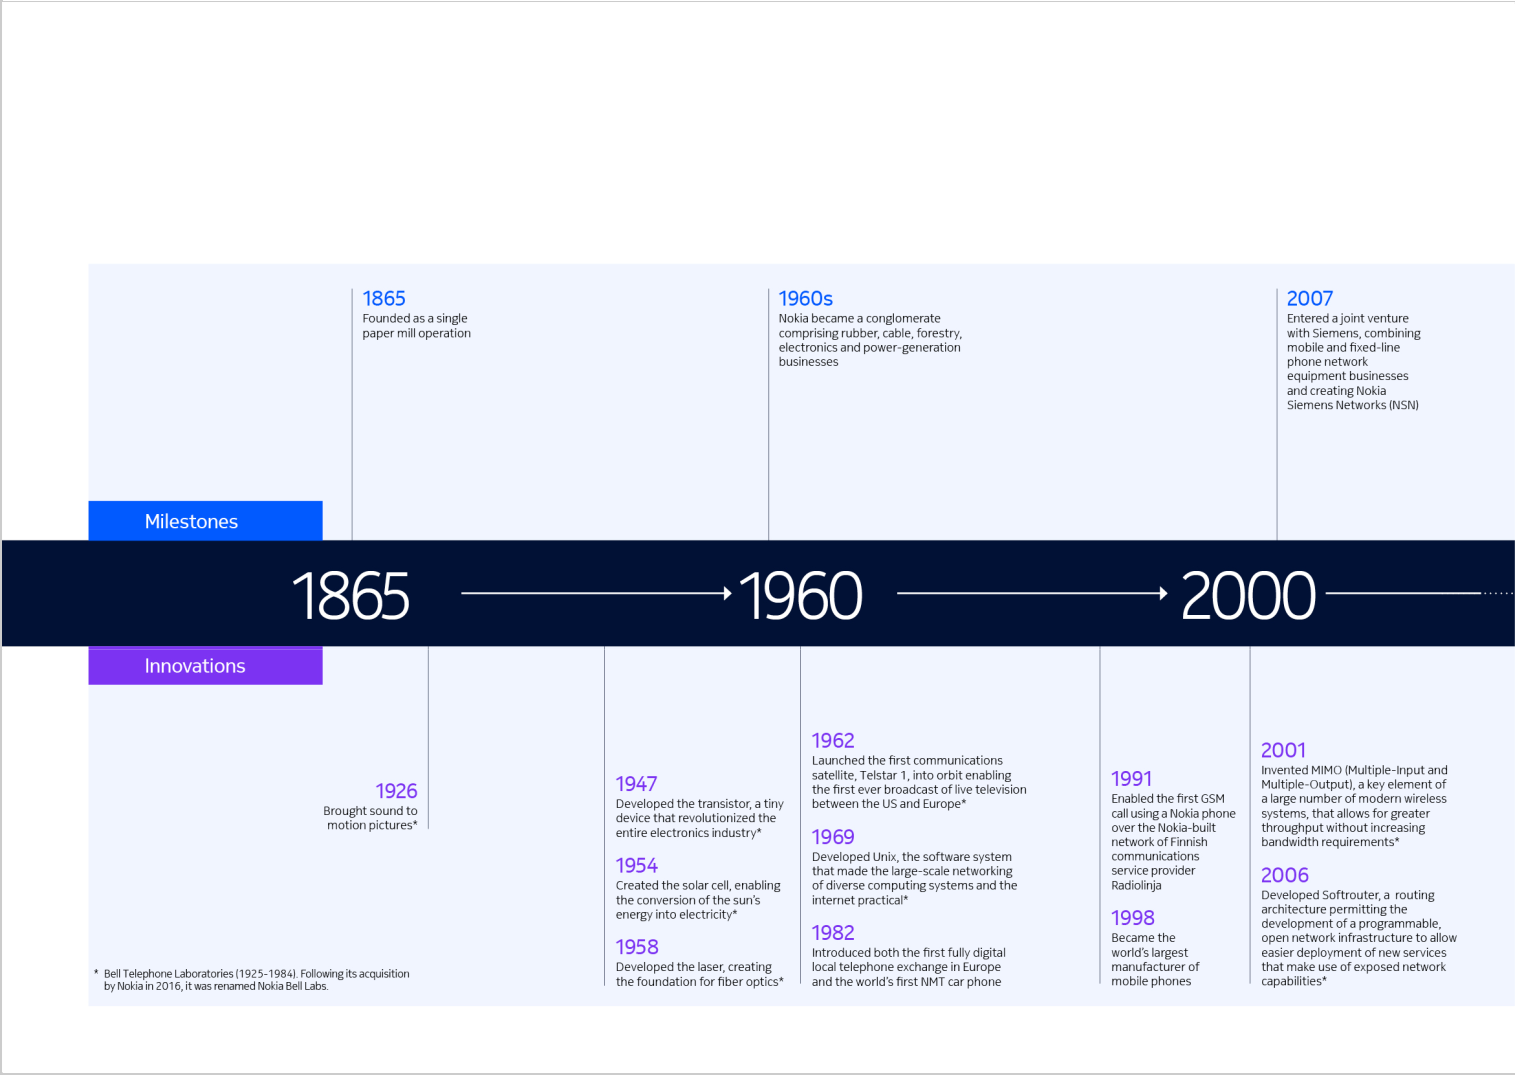 1865
Founded as a single
paper mill operation
1960s
Nokia became a conglomerate
comprising rubber, cable, forestry,
electronics and power-generation
businesses
2007
Entered a joint venture
with Siemens, combining
mobile and fixed-line
phone network
equipment businesses
and creating Nokia
Siemens Networks (NSN)
Milestones
1865
1960
2000
Innovations
1926
Brought sound to
motion pictures*
1947
Developed the transistor, a tiny
device that revolutionized the
entire electronics industry*
1954
Created the solar cell, enabling
the conversion of the sun's
energy into electricity*
1958
Developed the laser, creating
the foundation for fiber optics*
1962
Launched the first communications
satellite, Telstar 1, into orbit enabling
the first ever broadcast of live television
between the US and Europe*
1969
Developed Unix, the software system
that made the large-scale networking
of diverse computing systems and the
internet practical*
1982
Introduced both the first fully digital
local telephone exchange in Europe
and the world's first NMT car phone
1991
Enabled the first GSM
call using a Nokia phone
over the Nokia-built
network of Finnish
communications
service provider
Radiolinja
1998
Became the
world's largest
manufacturer of
mobile phones
2001
Invented MIMO (Multiple-Input and
Multiple-Output), a key element of
a large number of modern wireless
systems, that allows for greater
throughput without increasing
bandwidth requirements*
2006
Developed Softrouter, a routing
architecture permitting the
development of a programmable,
open network infrastructure to allow
easier deployment of new services
that make use of exposed network
capabilities*
* Bell Telephone Laboratories (1925-1984). Following its acquisition
by Nokia in 2016, it was renamed Nokia Bell Labs.